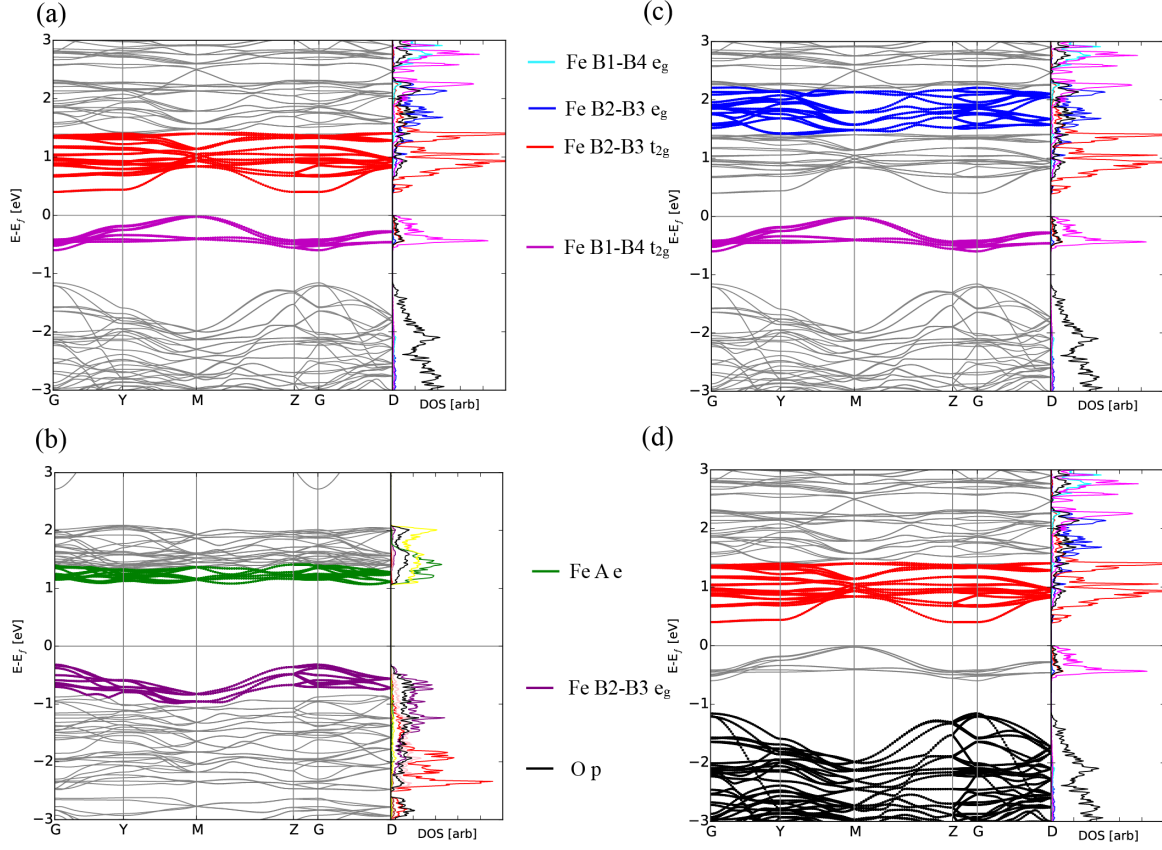 (a)
3
2
1
0
−1
−2
−3
E-E_f [eV]
G Y M Z G D
DOS [arb]
Fe B1-B4 e_g
Fe B2-B3 e_g
Fe B2-B3 t_2g
Fe B1-B4 t_2g
(c)
3
2
1
0
−1
−2
−3
E-E_f [eV]
G Y M Z G D
DOS [arb]
(b)
3
2
1
0
−1
−2
−3
E-E_f [eV]
G Y M Z G D
DOS [arb]
Fe A e
Fe B2-B3 e_g
O p
(d)
3
2
1
0
−1
−2
−3
E-E_f [eV]
G Y M Z G D
DOS [arb]